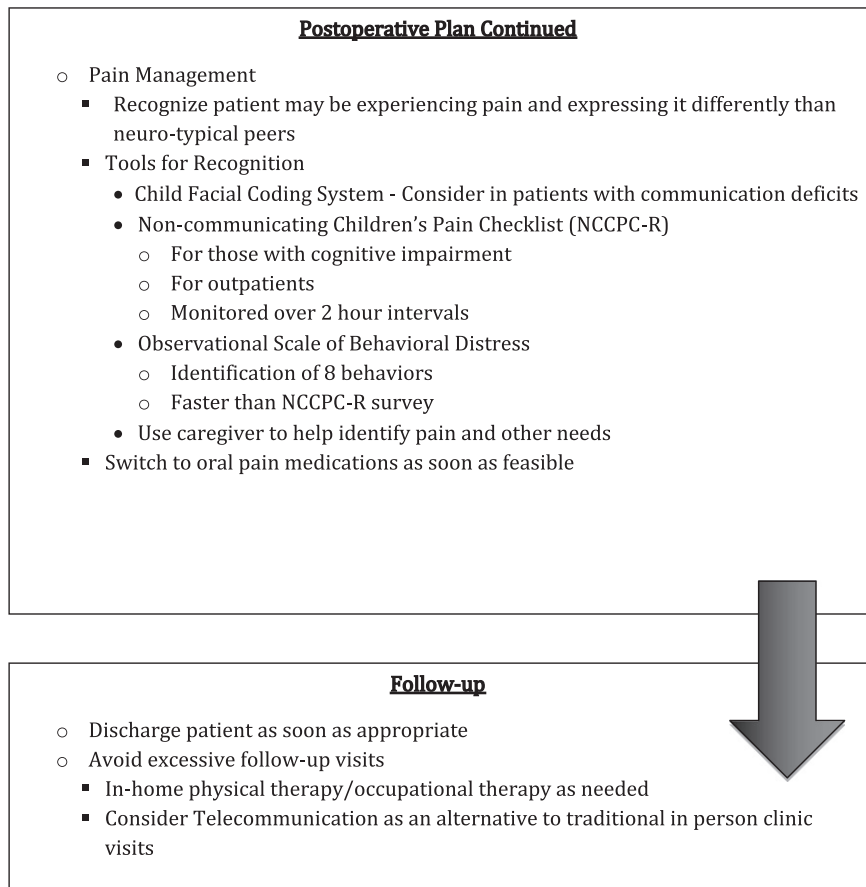 Postoperative Plan Continued
o Pain Management
▪ Recognize patient may be experiencing pain and expressing it differently than
neuro-typical peers
▪ Tools for Recognition
• Child Facial Coding System - Consider in patients with communication deficits
• Non-communicating Children’s Pain Checklist (NCCPC-R)
o For those with cognitive impairment
o For outpatients
o Monitored over 2 hour intervals
• Observational Scale of Behavioral Distress
o Identification of 8 behaviors
o Faster than NCCPC-R survey
• Use caregiver to help identify pain and other needs
▪ Switch to oral pain medications as soon as feasible
Follow-up
o Discharge patient as soon as appropriate
o Avoid excessive follow-up visits
▪ In-home physical therapy/occupational therapy as needed
▪ Consider Telecommunication as an alternative to traditional in person clinic
visits